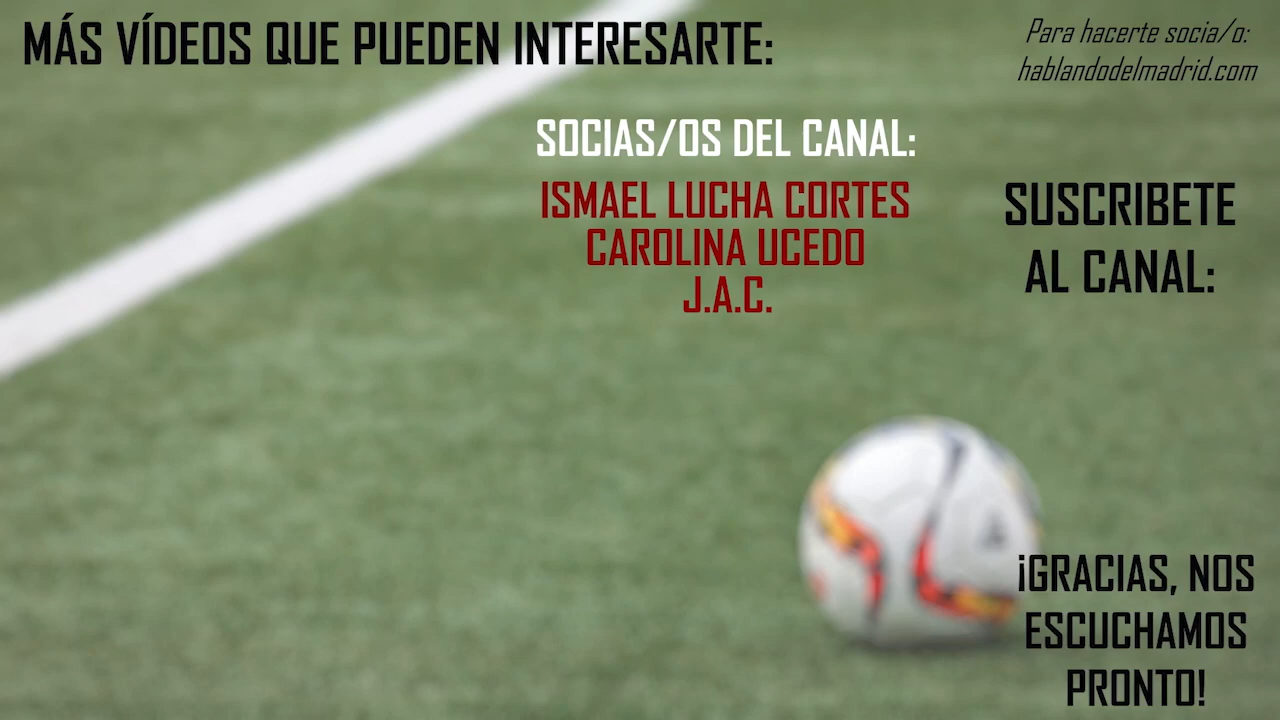 MÁS VÍDEOS QUE PUEDEN INTERESARTE:
Para hacerte socia/o:
hablandodelmadrid.com
SOCIAS/OS DEL CANAL:
ISMAEL LUCHA CORTES
CAROLINA UCEDO
J.A.C.
SUSCRIBETE
AL CANAL:
¡GRACIAS, NOS
ESCUCHAMOS
PRONTO!